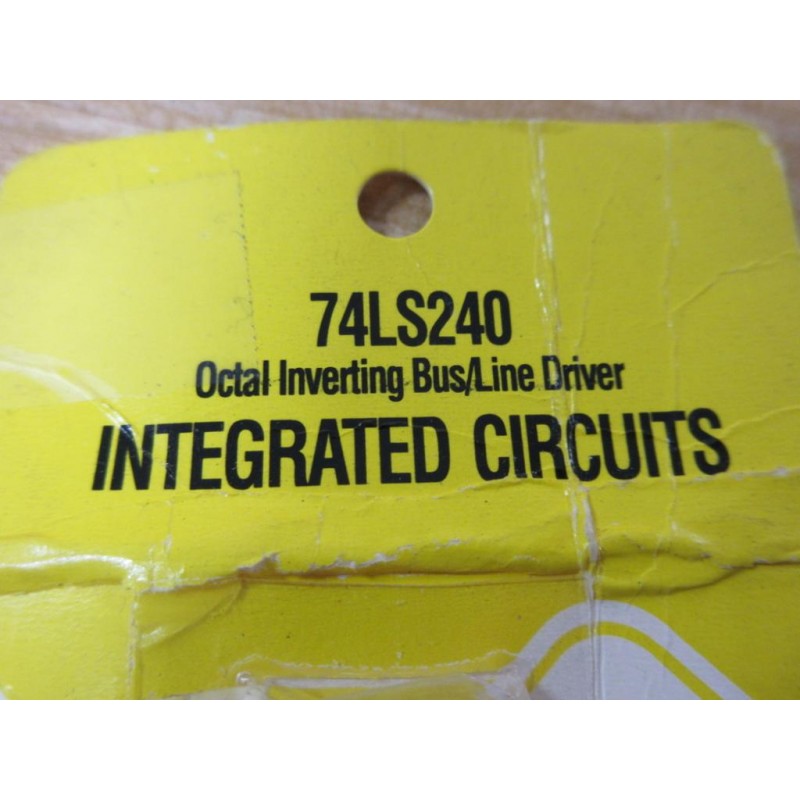 74LS240
Octal Inverting Bus/Line Driver
INTEGRATED CIRCUITS